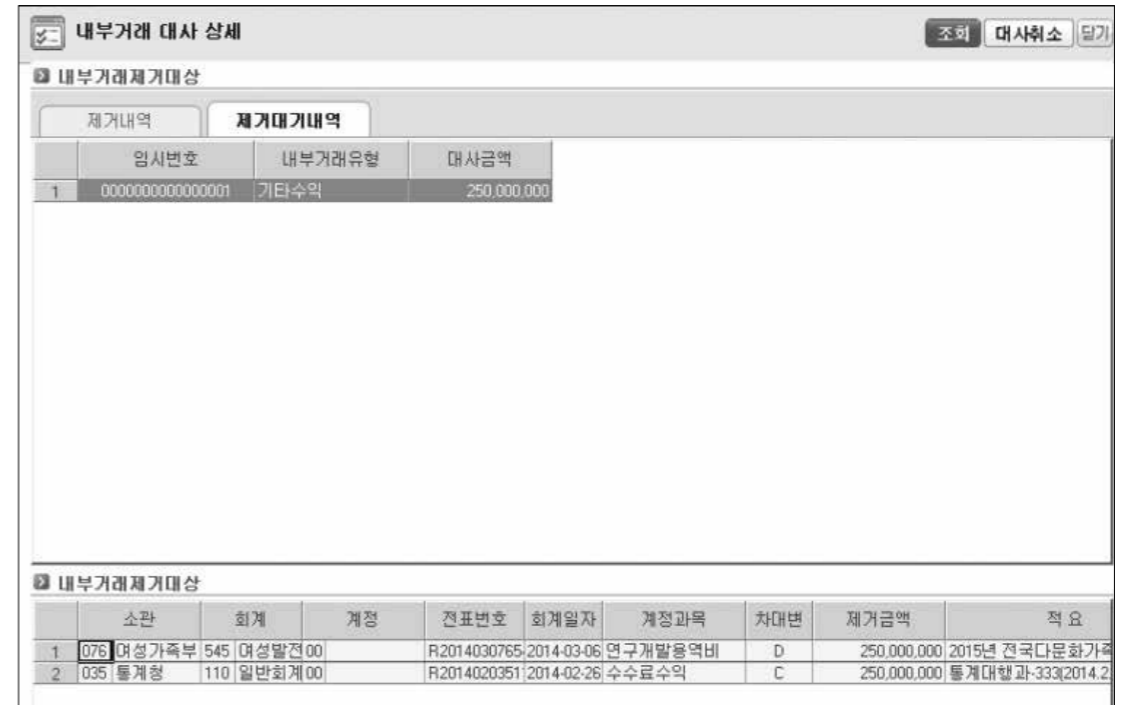 내부거래 대사 상세 조회 대사취소 닫기
내부거래제거대상
제거내역 제거대기내역
임시번호 내부거래유형 대사금액
1 0000000000000001 기타수익 250,000,000
내부거래제거대상
소관 회계 계정 전표번호 회계일자 계정과목 차대변 제거금액 적 요
1 076 여성가족부 545 여성발전 00 R2014030765 2014-03-06 연구개발용역비 D 250,000,000 2015년 전국다문화가족
2 035 통계청 110 일반회계 00 R2014020351 2014-02-26 수수료수익 C 250,000,000 통계대행과-333(2014.2